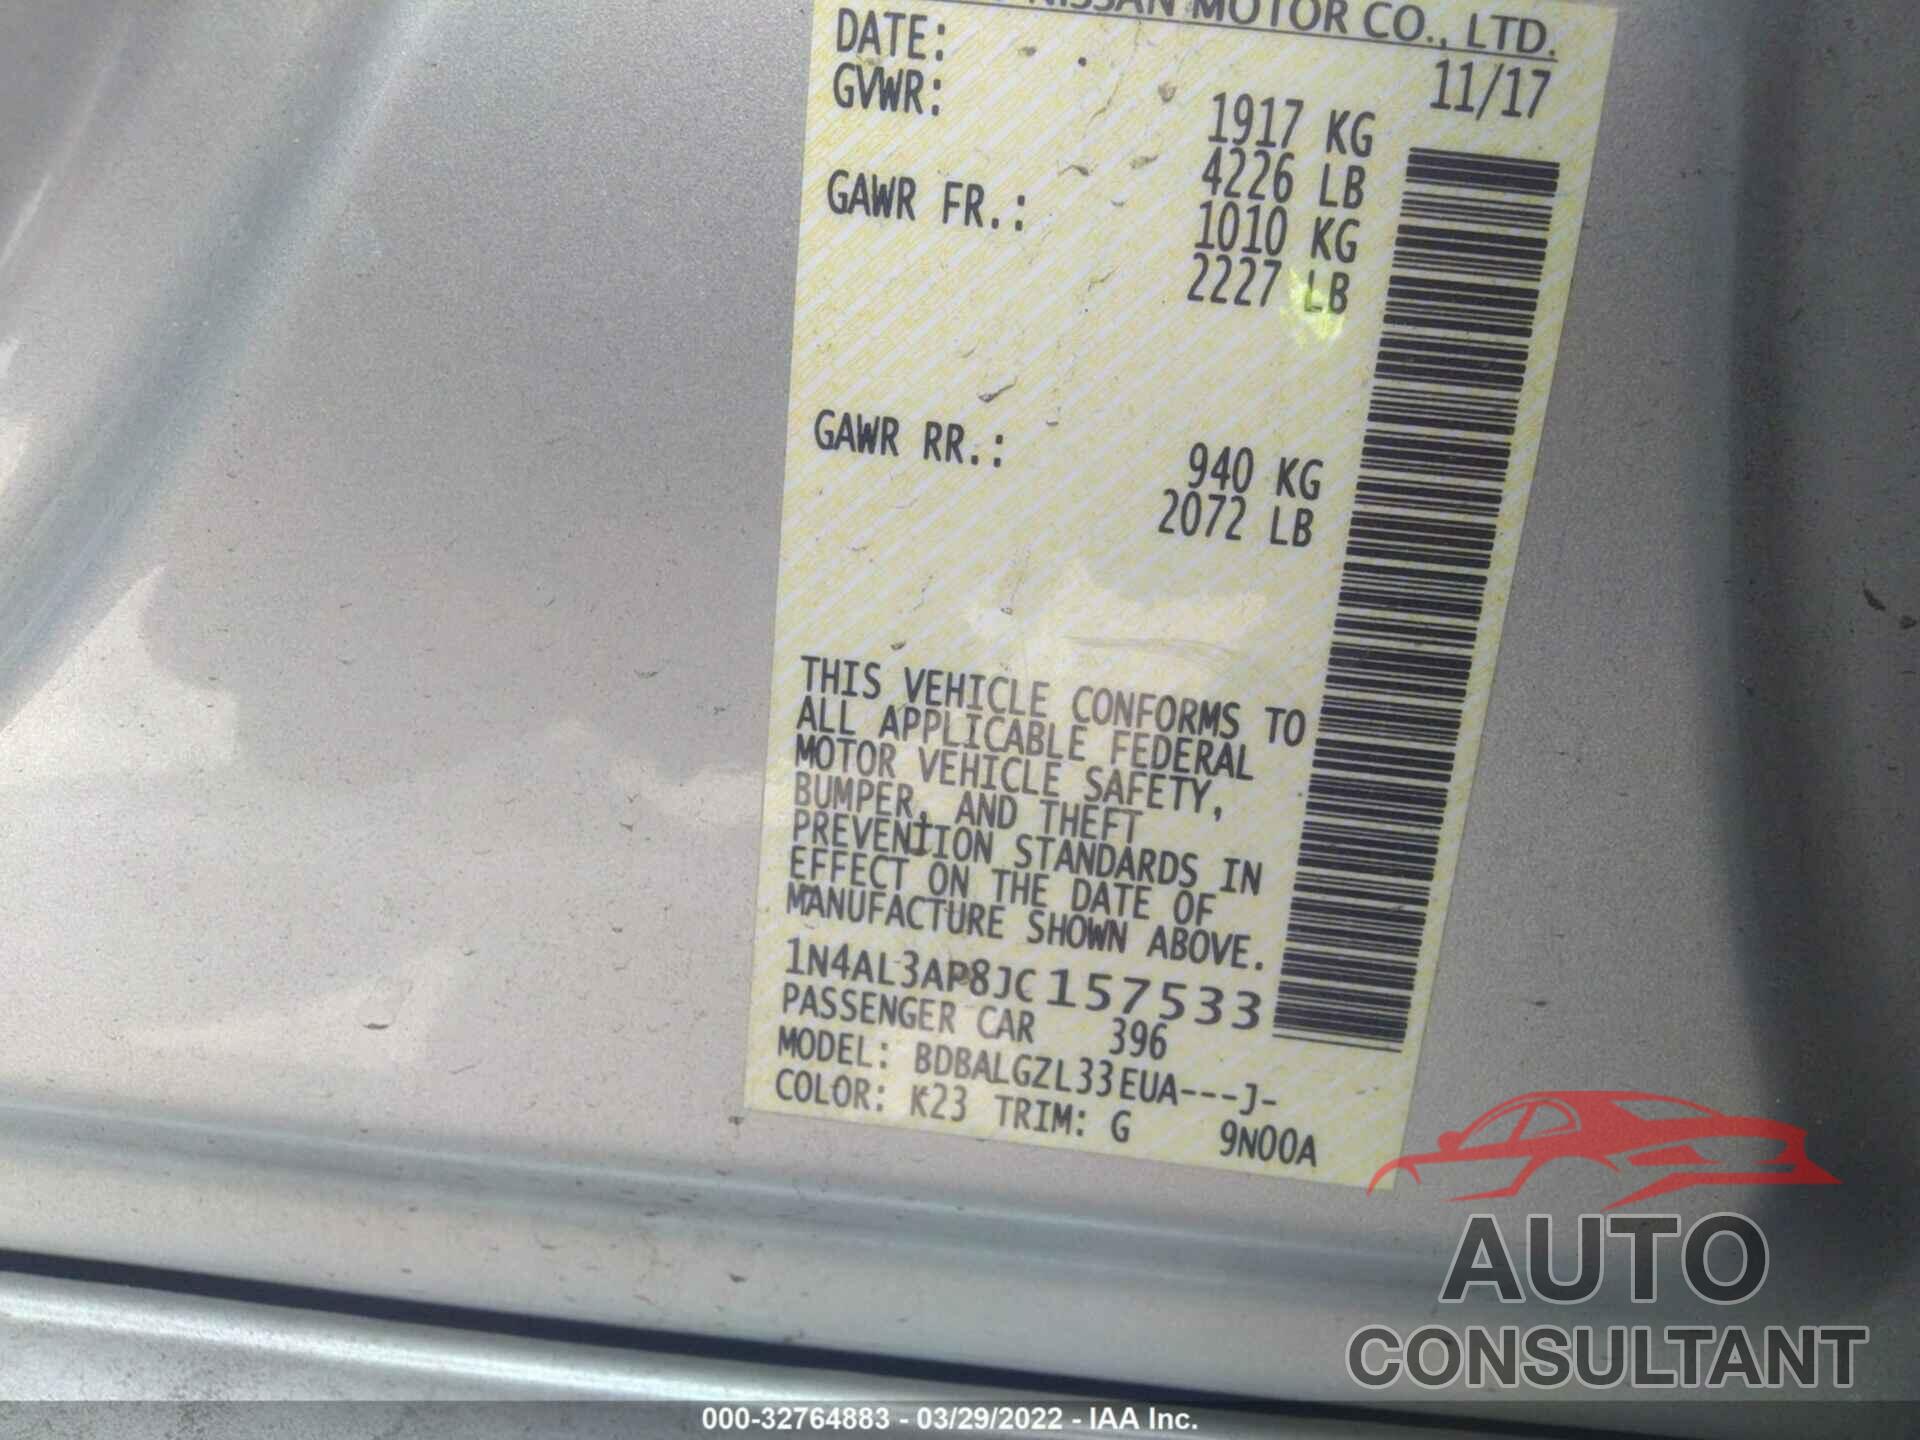 NISSAN MOTOR CO., LTD.
DATE: 11/17
GVWR: 1917 KG
4226 LB
GAWR FR.: 1010 KG
2227 LB
GAWR RR.: 940 KG
2072 LB
THIS VEHICLE CONFORMS TO
ALL APPLICABLE FEDERAL
MOTOR VEHICLE SAFETY,
BUMPER, AND THEFT
PREVENTION STANDARDS IN
EFFECT ON THE DATE OF
MANUFACTURE SHOWN ABOVE.
1N4AL3AP8JC157533
PASSENGER CAR 396
MODEL: BDBALGZL33EUA---J-
COLOR: K23 TRIM: G 9N00A
AUTO
CONSULTANT
000-32764883 - 03/29/2022 - IAA Inc.